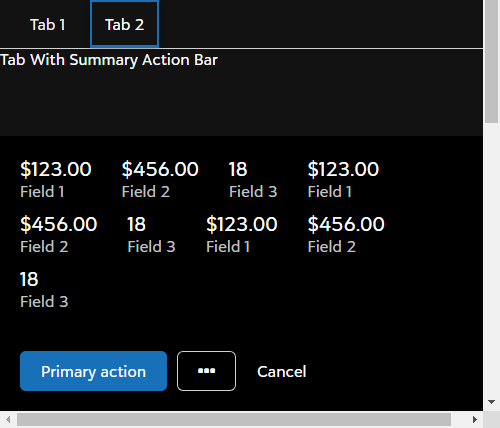 Tab 1 Tab 2
Tab With Summary Action Bar
$123.00 $456.00 18 $123.00
Field 1 Field 2 Field 3 Field 1
$456.00 18 $123.00 $456.00
Field 2 Field 3 Field 1 Field 2
18
Field 3
Primary action ••• Cancel